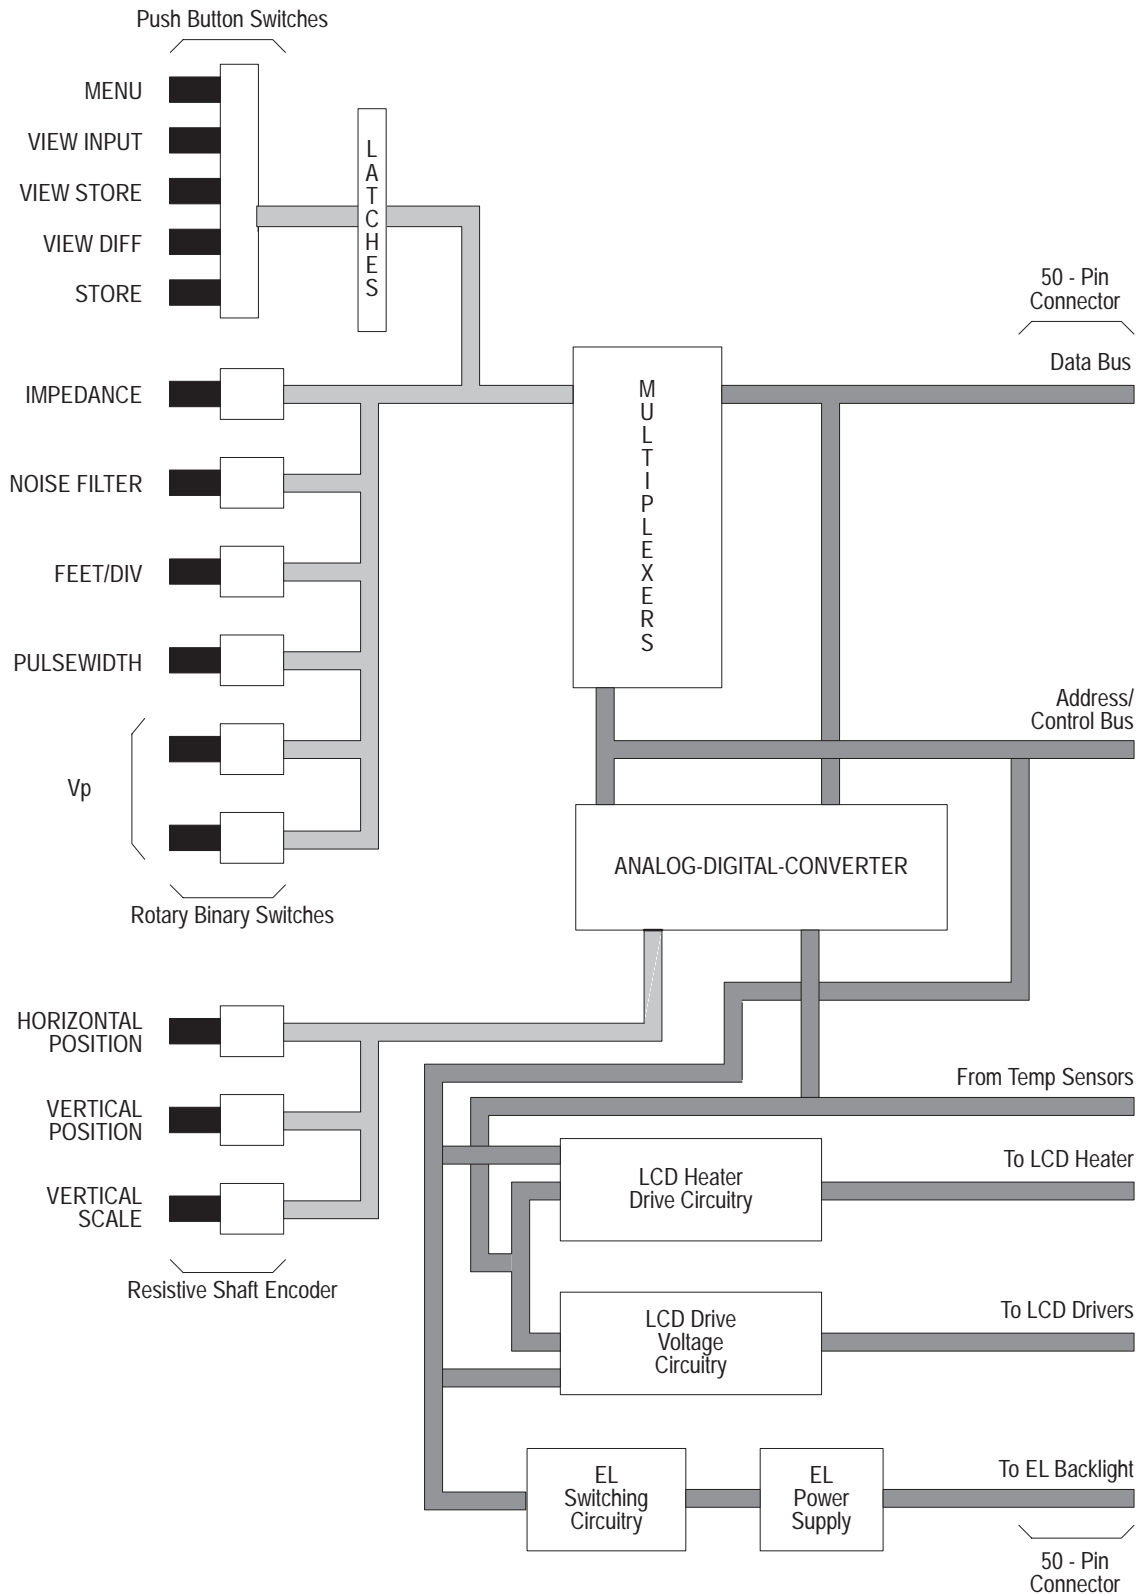 Push Button Switches
MENU
VIEW INPUT
VIEW STORE
VIEW DIFF
STORE
LATCHES
50 - Pin
Connector
IMPEDANCE
MULTIPLEXERS
Data Bus
NOISE FILTER
FEET/DIV
PULSEWIDTH
Vp
Rotary Binary Switches
Address/
Control Bus
ANALOG-DIGITAL-CONVERTER
HORIZONTAL
POSITION
VERTICAL
POSITION
VERTICAL
SCALE
Resistive Shaft Encoder
From Temp Sensors
LCD Heater
Drive Circuitry
To LCD Heater
LCD Drive
Voltage
Circuitry
To LCD Drivers
EL
Switching
Circuitry
EL
Power
Supply
To EL Backlight
50 - Pin
Connector